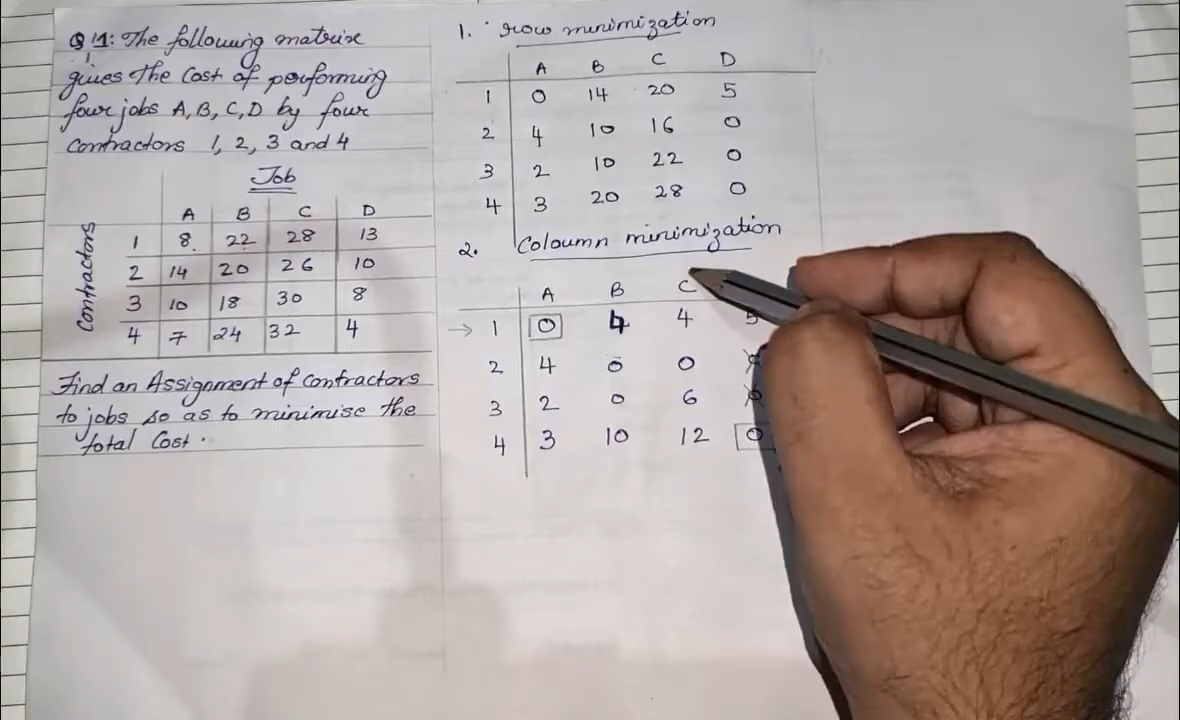 Q 1: The following matrix
gives the cost of performing
four jobs A, B, C, D by four
contractors 1, 2, 3 and 4
Job
A B C D
Contractors
1 8 22 28 13
2 14 20 26 10
3 10 18 30 8
4 7 24 32 4
Find an Assignment of contractors
to jobs so as to minimise the
total cost.
1. row minimization
A B C D
1 0 14 20 5
2 4 10 16 0
3 2 10 22 0
4 3 20 28 0
2. Coloumn minimization
A B C
→ 1 0 4 4 5
2 4 0 0
3 2 0 6
4 3 10 12 0